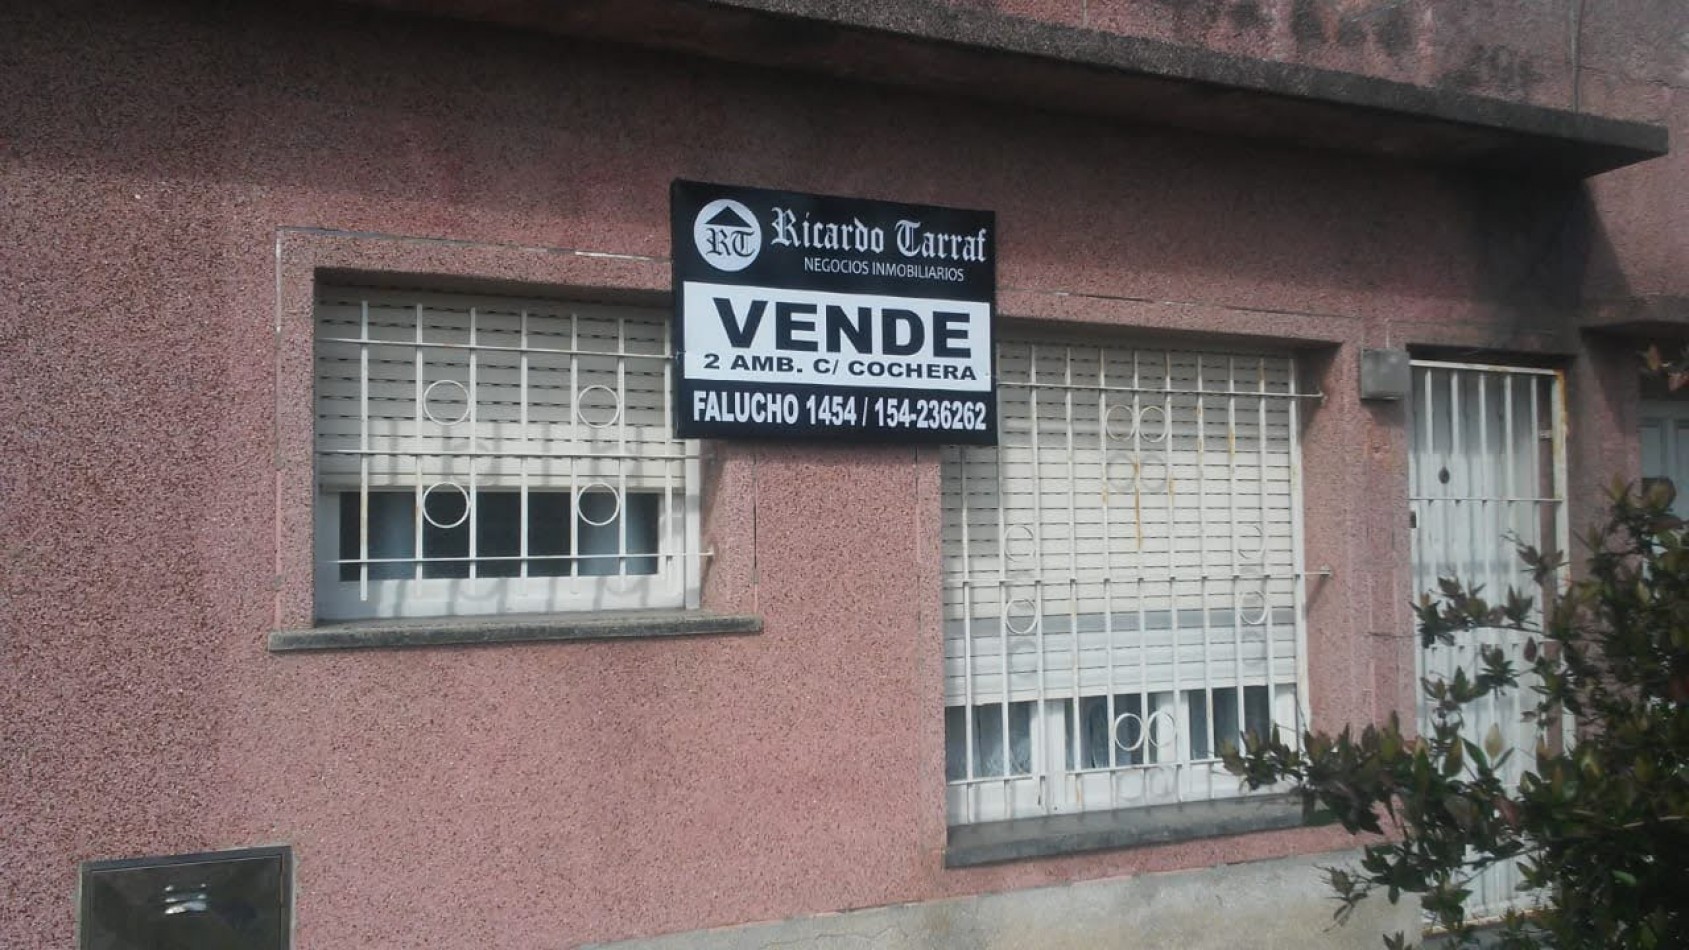 RT
Ricardo Tarraf
NEGOCIOS INMOBILIARIOS
VENDE
2 AMB. C/ COCHERA
FALUCHO 1454 / 154-236262